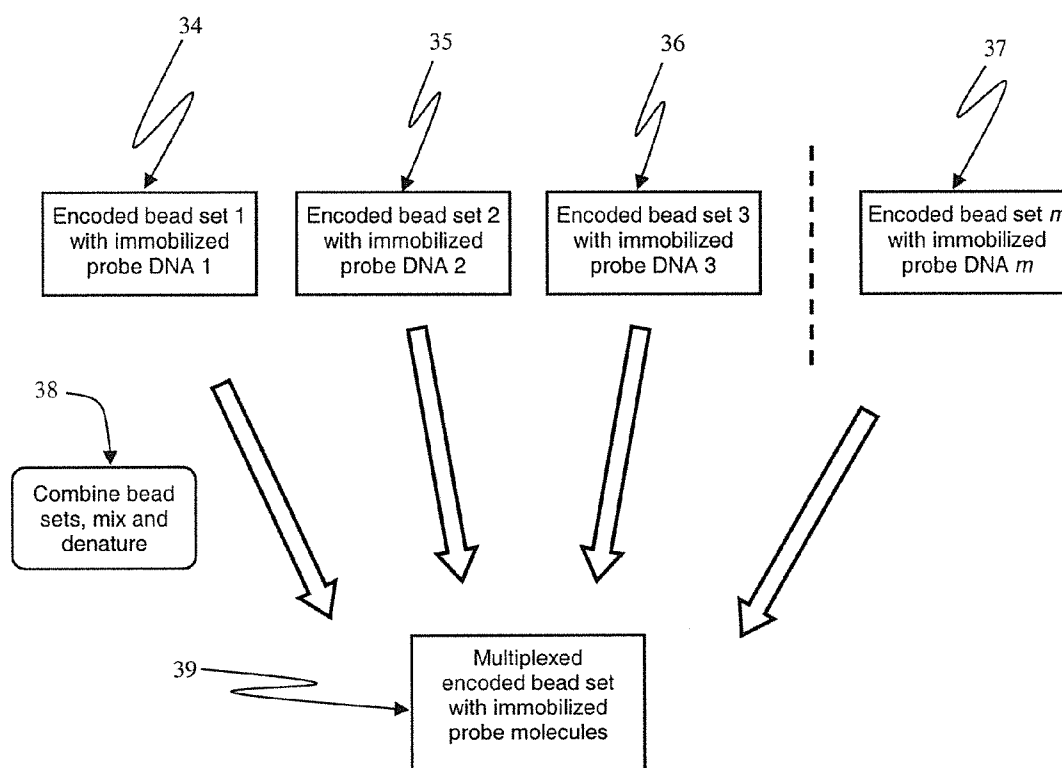 34
35
36
37
Encoded bead set 1
with immobilized
probe DNA 1
Encoded bead set 2
with immobilized
probe DNA 2
Encoded bead set 3
with immobilized
probe DNA 3
Encoded bead set m
with immobilized
probe DNA m
38
Combine bead
sets, mix and
denature
39
Multiplexed
encoded bead set
with immobilized
probe molecules